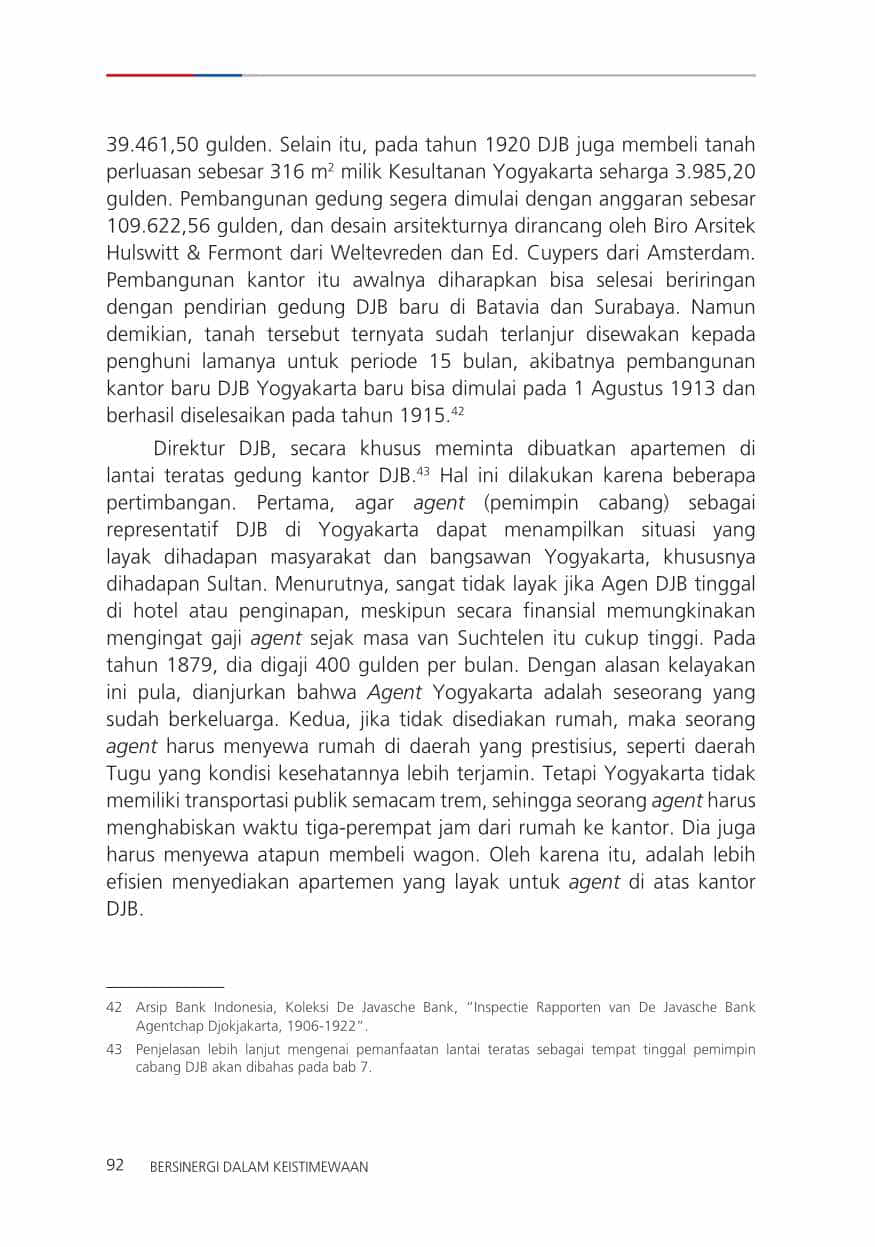 39.461,50 gulden. Selain itu, pada tahun 1920 DJB juga membeli tanah
perluasan sebesar 316 m² milik Kesultanan Yogyakarta seharga 3.985,20
gulden. Pembangunan gedung segera dimulai dengan anggaran sebesar
109.622,56 gulden, dan desain arsitekturnya dirancang oleh Biro Arsitek
Hulswitt & Fermont dari Weltevreden dan Ed. Cuypers dari Amsterdam.
Pembangunan kantor itu awalnya diharapkan bisa selesai beriringan
dengan pendirian gedung DJB baru di Batavia dan Surabaya. Namun
demikian, tanah tersebut ternyata sudah terlanjur disewakan kepada
penghuni lamanya untuk periode 15 bulan, akibatnya pembangunan
kantor baru DJB Yogyakarta baru bisa dimulai pada 1 Agustus 1913 dan
berhasil diselesaikan pada tahun 1915.⁴²
Direktur DJB, secara khusus meminta dibuatkan apartemen di
lantai teratas gedung kantor DJB.⁴³ Hal ini dilakukan karena beberapa
pertimbangan. Pertama, agar agent (pemimpin cabang) sebagai
representatif DJB di Yogyakarta dapat menampilkan situasi yang
layak dihadapan masyarakat dan bangsawan Yogyakarta, khususnya
dihadapan Sultan. Menurutnya, sangat tidak layak jika Agen DJB tinggal
di hotel atau penginapan, meskipun secara finansial memungkinakan
mengingat gaji agent sejak masa van Suchtelen itu cukup tinggi. Pada
tahun 1879, dia digaji 400 gulden per bulan. Dengan alasan kelayakan
ini pula, dianjurkan bahwa Agent Yogyakarta adalah seseorang yang
sudah berkeluarga. Kedua, jika tidak disediakan rumah, maka seorang
agent harus menyewa rumah di daerah yang prestisius, seperti daerah
Tugu yang kondisi kesehatannya lebih terjamin. Tetapi Yogyakarta tidak
memiliki transportasi publik semacam trem, sehingga seorang agent harus
menghabiskan waktu tiga-perempat jam dari rumah ke kantor. Dia juga
harus menyewa atapun membeli wagon. Oleh karena itu, adalah lebih
efisien menyediakan apartemen yang layak untuk agent di atas kantor
DJB.
42 Arsip Bank Indonesia, Koleksi De Javasche Bank, “Inspectie Rapporten van De Javasche Bank
Agentchap Djokjakarta, 1906-1922”.
43 Penjelasan lebih lanjut mengenai pemanfaatan lantai teratas sebagai tempat tinggal pemimpin
cabang DJB akan dibahas pada bab 7.
92 BERSINERGI DALAM KEISTIMEWAAN